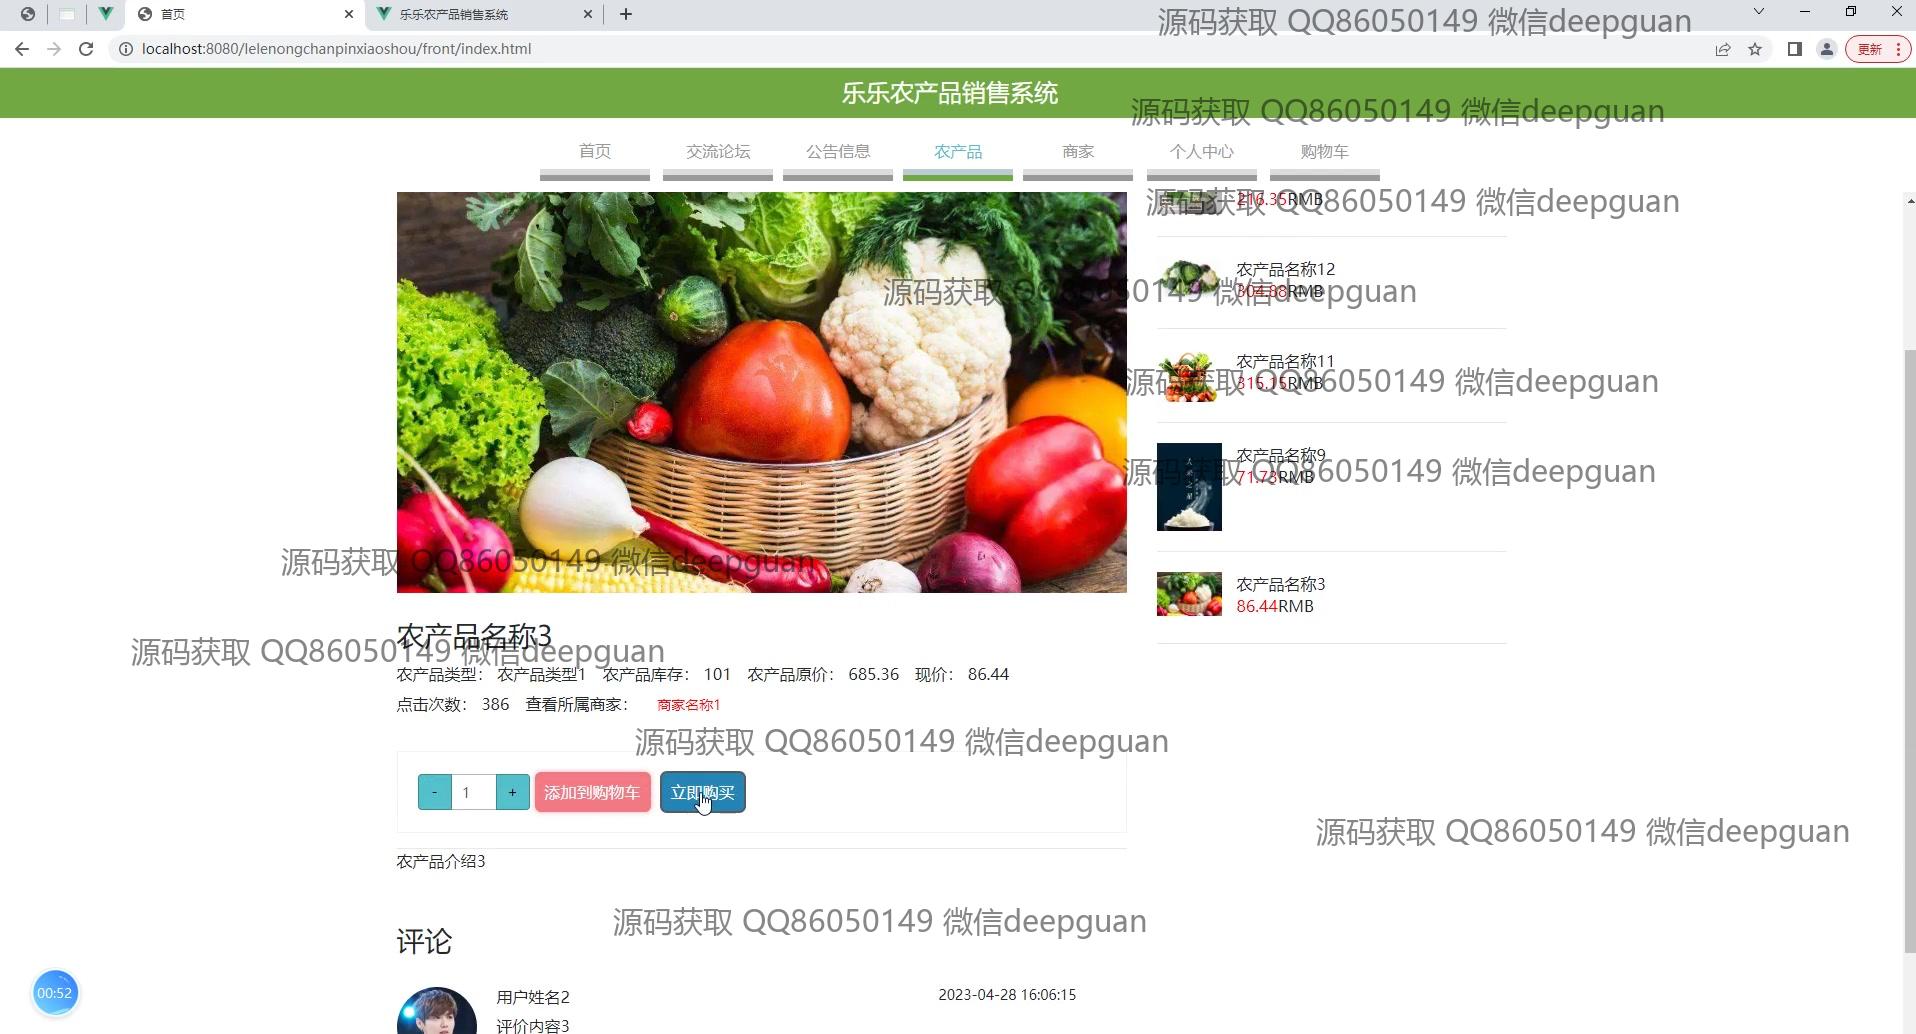 首页
乐乐农产品销售系统
localhost:8080/lelenongchanpinxiaoshou/front/index.html
更新
源码获取 QQ86050149 微信deepguan
乐乐农产品销售系统
源码获取 QQ86050149 微信deepguan
首页
交流论坛
公告信息
农产品
商家
个人中心
购物车
216.35RMB
源码获取 QQ86050149 微信deepguan
农产品名称12
304.88RMB
源码获取 QQ86050149 微信deepguan
农产品名称11
315.15RMB
源码获取 QQ86050149 微信deepguan
农产品名称9
71.73RMB
源码获取 QQ86050149 微信deepguan
农产品名称3
86.44RMB
源码获取 QQ86050149 微信deepguan
农产品名称3
源码获取 QQ86050149 微信deepguan
农产品类型： 农产品类型1 农产品库存： 101 农产品原价： 685.36 现价： 86.44
点击次数： 386 查看所属商家： 商家名称1
源码获取 QQ86050149 微信deepguan
- 1 + 添加到购物车 立即购买
源码获取 QQ86050149 微信deepguan
农产品介绍3
源码获取 QQ86050149 微信deepguan
评论
00:52
用户姓名2
2023-04-28 16:06:15
评价内容3